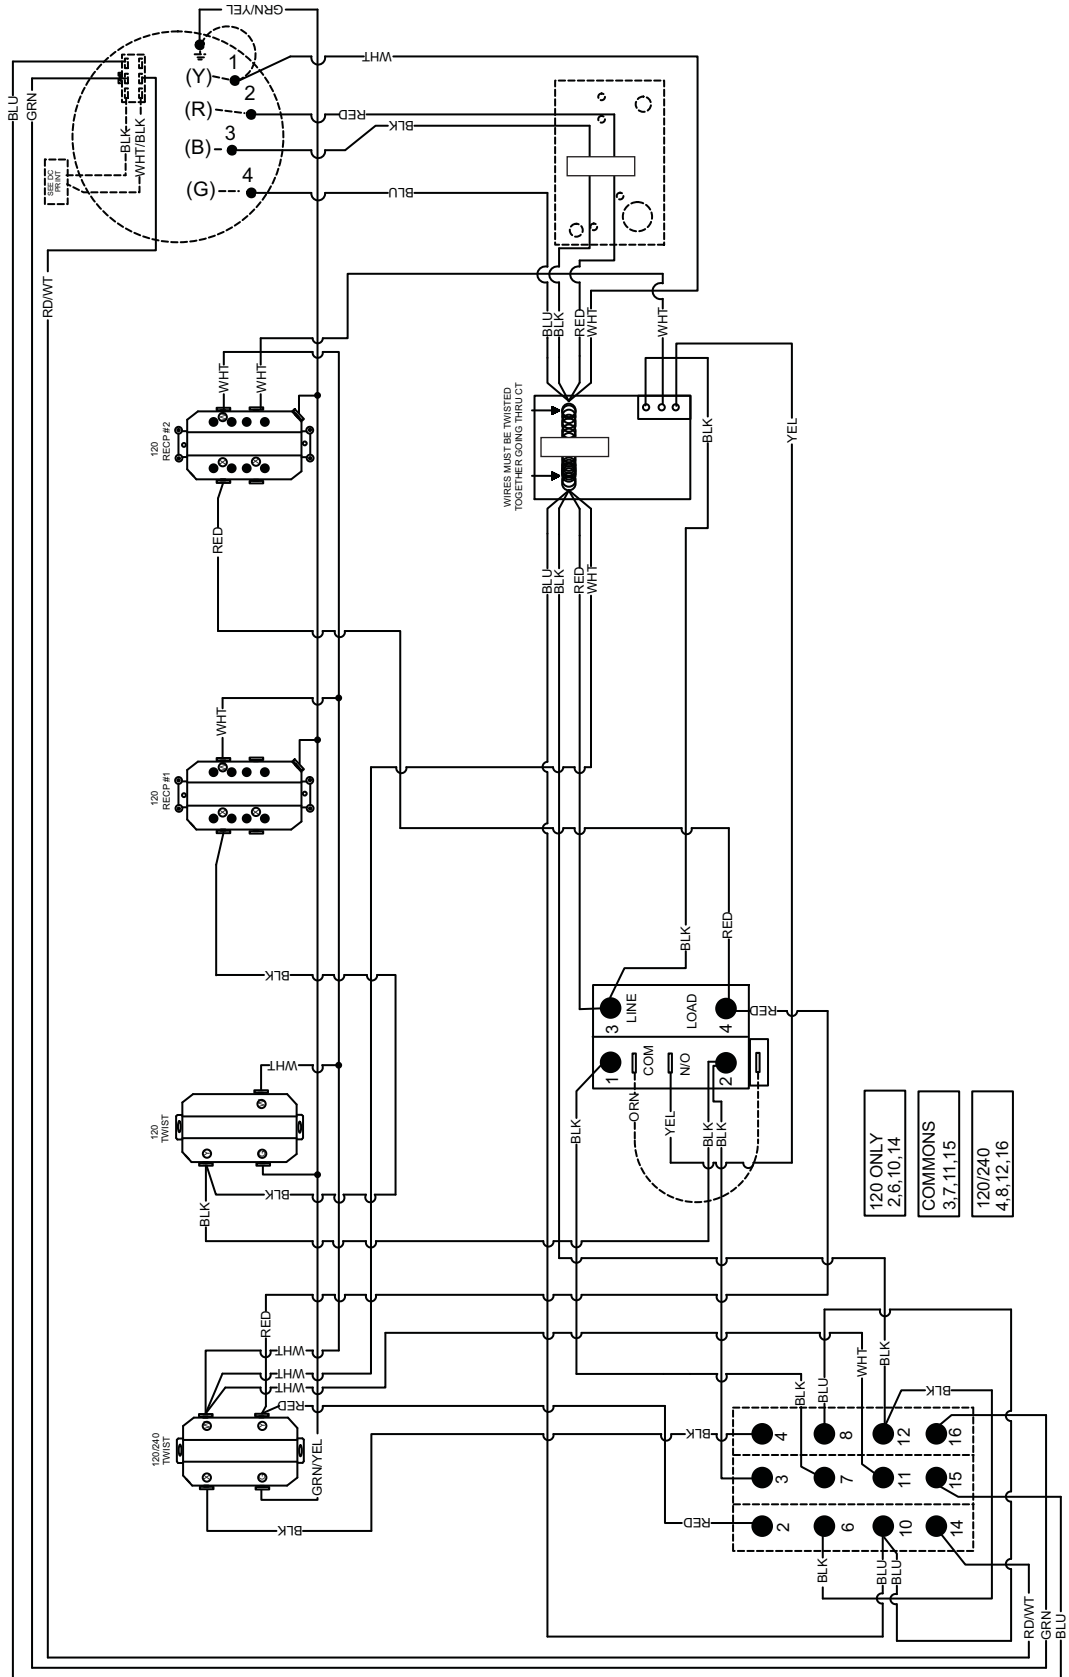 GRN/YEL
BLU
GRN
WHT
1
(Y)
2
(R)
RED
BLK
3
(B)
BLK
WHT/BLK
SEE DC
PRINT
4
(G)
BLU
RD/WT
BLU
BLK
RED
WHT
WHT
WHT
WHT
120
RECP #2
WIRES MUST BE TWISTED
TOGETHER GOING THRU CT
BLK
YEL
RED
BLU
BLK
RED
WHT
WHT
120
RECP #1
BLK
BLK
RED
3
LINE
LOAD
4
RED
1
COM
N/O
2
WHT
120
TWIST
ORN
YEL
BLK
BLK
BLK
BLK
BLK
120 ONLY
2,6,10,14
COMMONS
3,7,11,15
120/240
4,8,12,16
RED
WHT
WHT
WHT
RED
120/240
TWIST
GRN/YEL
BLK
WHT
BLK
BLK
BLU
BLK
BLK
4
8
12
16
3
7
11
15
RED
2
6
10
14
BLK
BLU
BLU
RD/WT
GRN
BLU